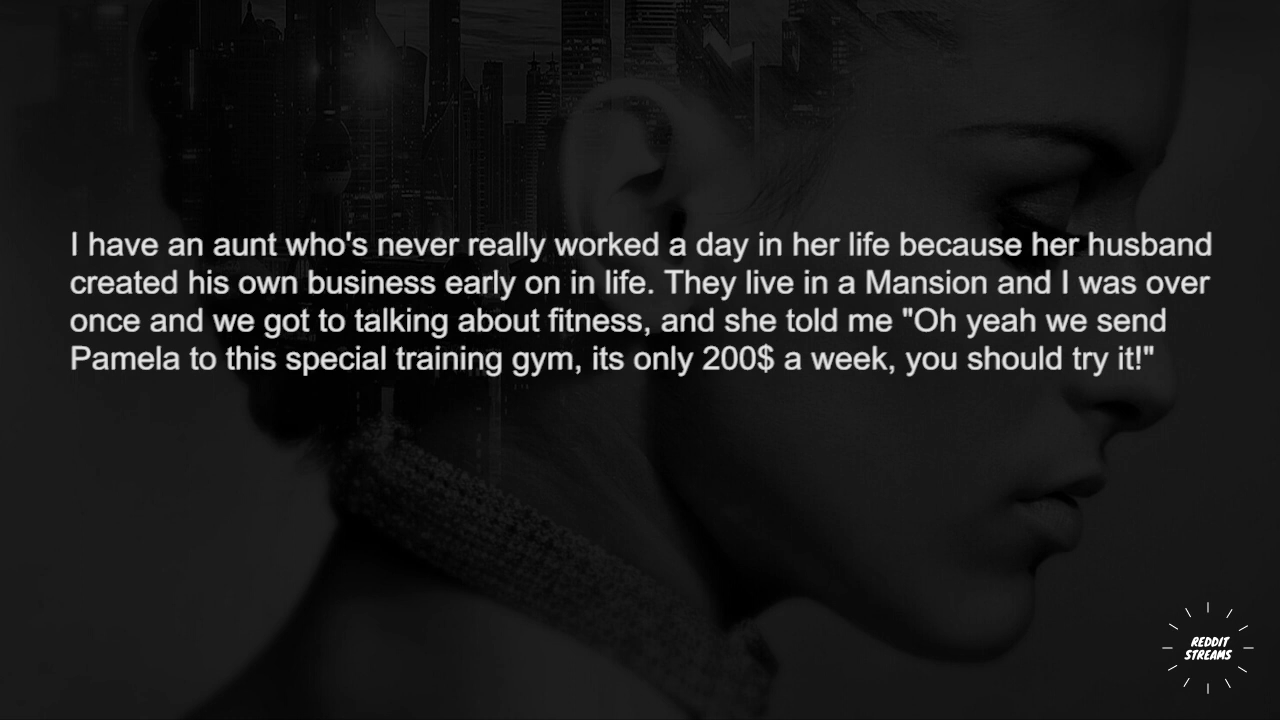 I have an aunt who's never really worked a day in her life because her husband
created his own business early on in life. They live in a Mansion and I was over
once and we got to talking about fitness, and she told me "Oh yeah we send
Pamela to this special training gym, its only 200$ a week, you should try it!"
REDDIT
STREAMS